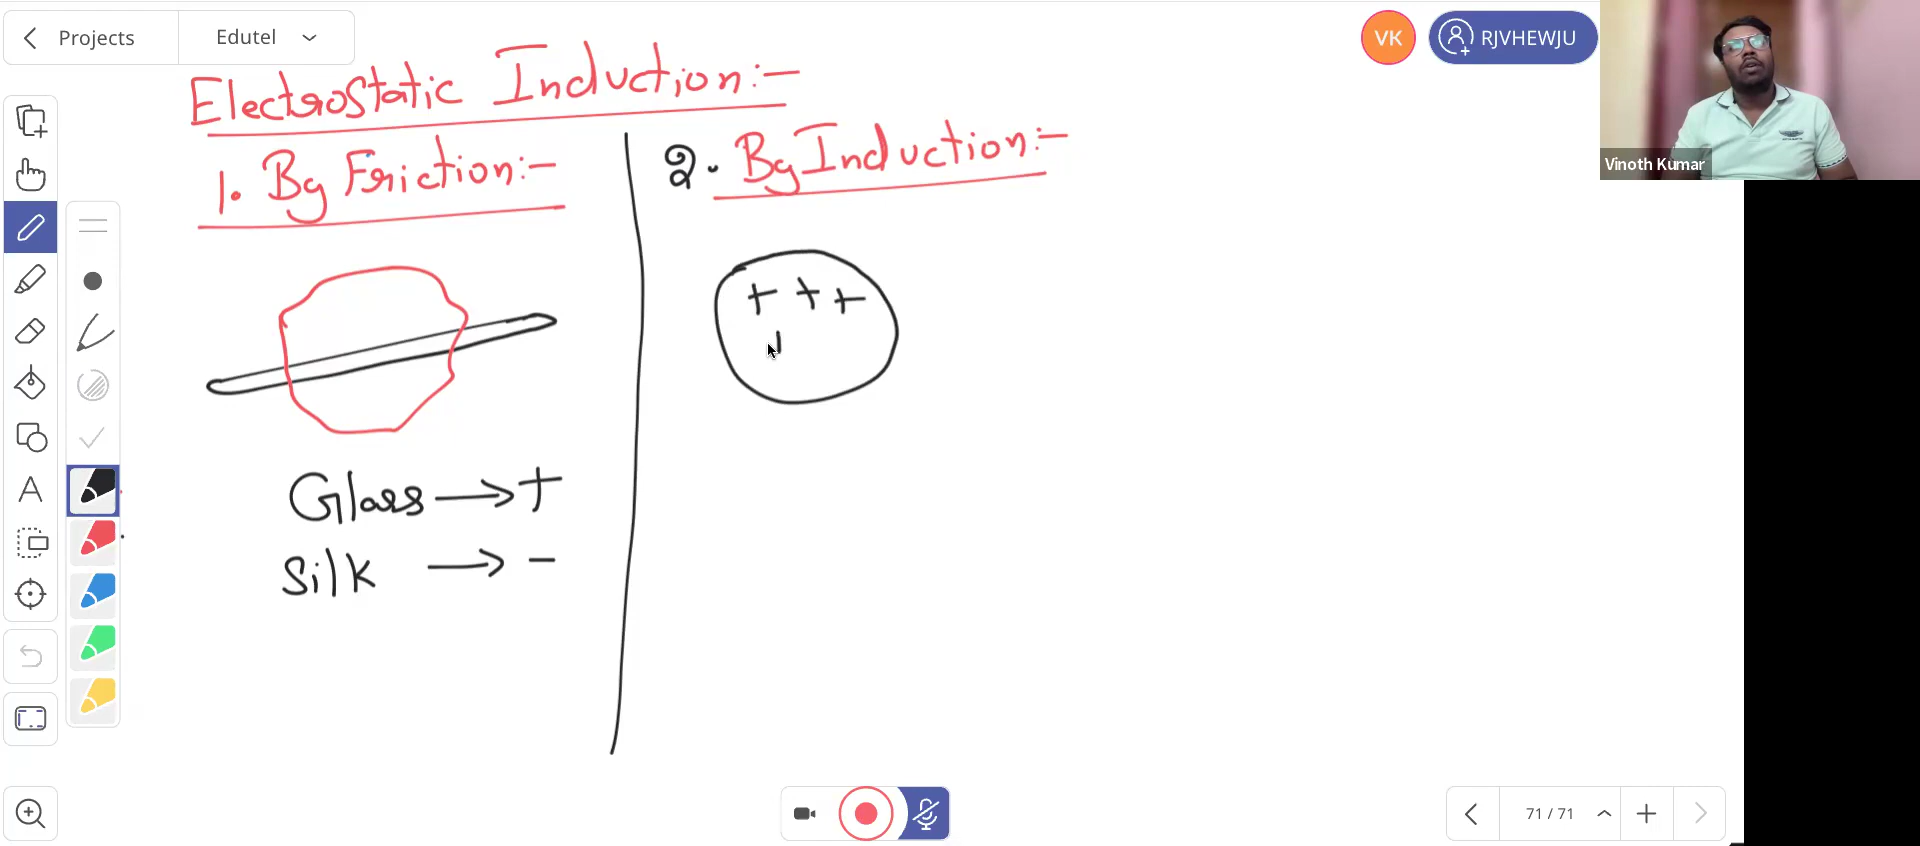 Projects
Edutel
VK
RJVHEWJU
Vinoth Kumar
Electrostatic Induction:-
1. By Friction:-
2. By Induction:-
+ + +
Glass → +
Silk → -
A
71 / 71